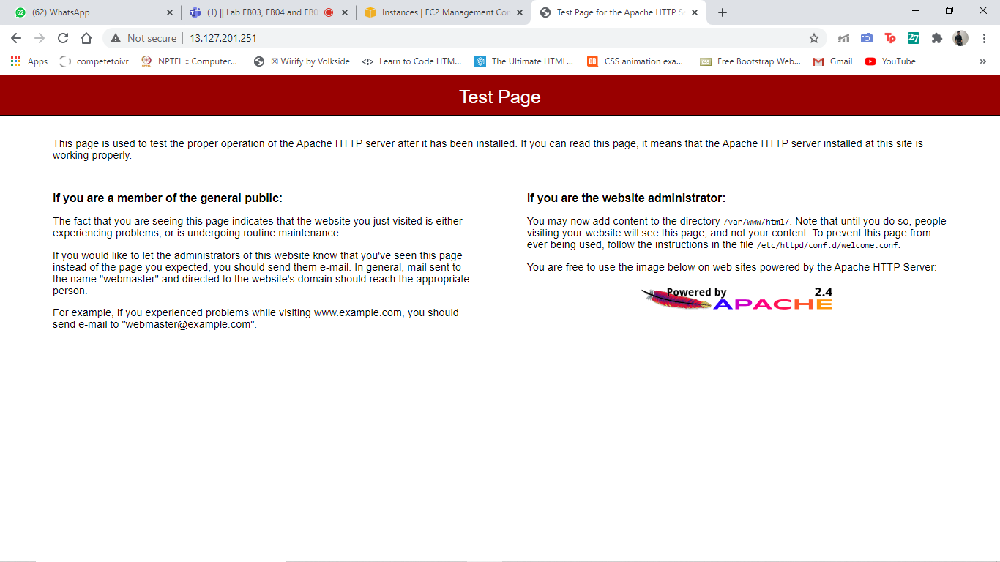 (62) WhatsApp
(1) || Lab EB03, EB04 and EB0
Instances | EC2 Management Con
Test Page for the Apache HTTP S
Not secure
13.127.201.251
Apps
competetoivr
NPTEL :: Computer...
☒ Wirify by Volkside
Learn to Code HTM...
The Ultimate HTML...
CSS animation exa...
Free Bootstrap Web...
Gmail
YouTube
»
Test Page
This page is used to test the proper operation of the Apache HTTP server after it has been installed. If you can read this page, it means that the Apache HTTP server installed at this site is
working properly.
If you are a member of the general public:
The fact that you are seeing this page indicates that the website you just visited is either
experiencing problems, or is undergoing routine maintenance.
If you would like to let the administrators of this website know that you've seen this page
instead of the page you expected, you should send them e-mail. In general, mail sent to
the name "webmaster" and directed to the website's domain should reach the appropriate
person.
For example, if you experienced problems while visiting www.example.com, you should
send e-mail to "webmaster@example.com".
If you are the website administrator:
You may now add content to the directory /var/www/html/. Note that until you do so, people
visiting your website will see this page, and not your content. To prevent this page from
ever being used, follow the instructions in the file /etc/httpd/conf.d/welcome.conf.
You are free to use the image below on web sites powered by the Apache HTTP Server:
Powered by 2.4
APACHE